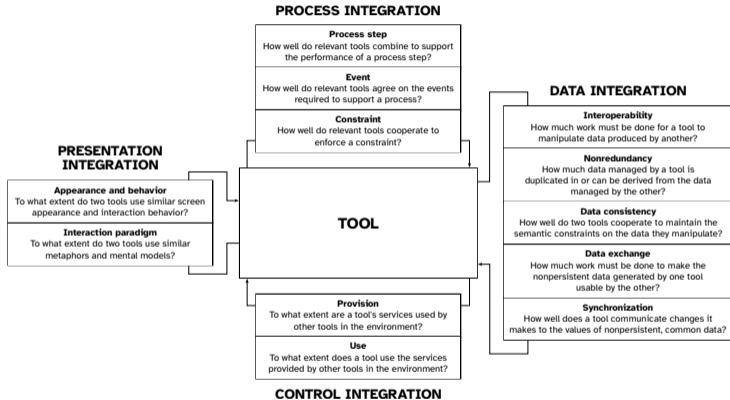 PROCESS INTEGRATION
Process step
How well do relevant tools combine to support
the performance of a process step?
Event
How well do relevant tools agree on the events
required to support a process?
Constraint
How well do relevant tools cooperate to
enforce a constraint?
PRESENTATION
INTEGRATION
Appearance and behavior
To what extent do two tools use similar screen
appearance and interaction behavior?
Interaction paradigm
To what extent do two tools use similar
metaphors and mental models?
TOOL
DATA INTEGRATION
Interoperability
How much work must be done for a tool to
manipulate data produced by another?
Nonredundancy
How much data managed by a tool is
duplicated in or can be derived from the data
managed by the other?
Data consistency
How well do two tools cooperate to maintain the
semantic constraints on the data they manipulate?
Data exchange
How much work must be done to make the
nonpersistent data generated by one tool
usable by the other?
Synchronization
How well does a tool communicate changes it
makes to the values of nonpersistent, common data?
Provision
To what extent are a tool's services used by
other tools in the environment?
Use
To what extent does a tool use the services
provided by other tools in the environment?
CONTROL INTEGRATION